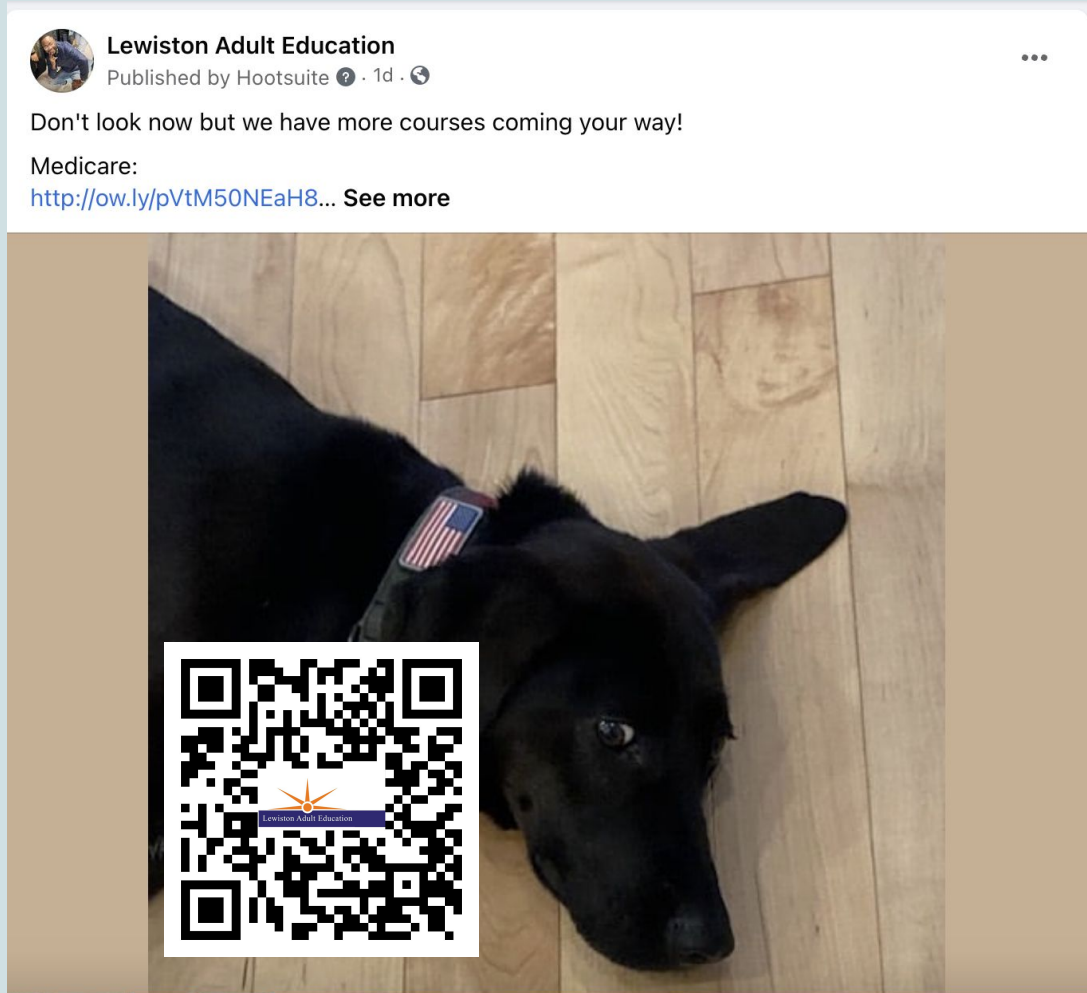 Lewiston Adult Education
Published by Hootsuite ? · 1d ·
Don't look now but we have more courses coming your way!
Medicare:
http://ow.ly/pVtM50NEaH8... See more
Lewiston Adult Education